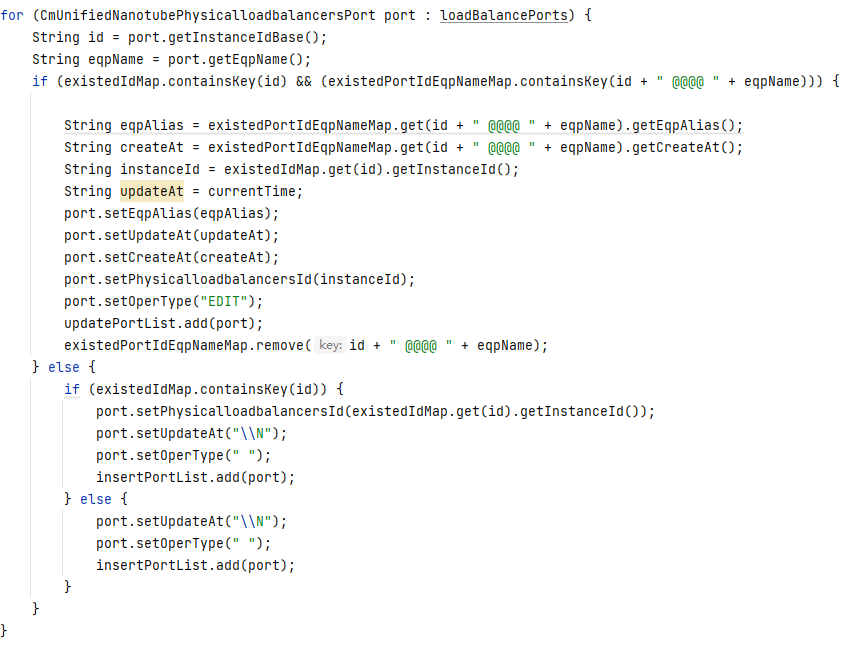 for (CmUnifiedNanotubePhysicalloadbalancersPort port : loadBalancePorts) {
    String id = port.getInstanceIdBase();
    String eqpName = port.getEqpName();
    if (existedIdMap.containsKey(id) && (existedPortIdEqpNameMap.containsKey(id + " @@@@ " + eqpName))) {

        String eqpAlias = existedPortIdEqpNameMap.get(id + " @@@@ " + eqpName).getEqpAlias();
        String createAt = existedPortIdEqpNameMap.get(id + " @@@@ " + eqpName).getCreateAt();
        String instanceId = existedIdMap.get(id).getInstanceId();
        String updateAt = currentTime;
        port.setEqpAlias(eqpAlias);
        port.setUpdateAt(updateAt);
        port.setCreateAt(createAt);
        port.setPhysicalloadbalancersId(instanceId);
        port.setOperType("EDIT");
        updatePortList.add(port);
        existedPortIdEqpNameMap.remove( key: id + " @@@@ " + eqpName);
    } else {
        if (existedIdMap.containsKey(id)) {
            port.setPhysicalloadbalancersId(existedIdMap.get(id).getInstanceId());
            port.setUpdateAt("\\N");
            port.setOperType(" ");
            insertPortList.add(port);
        } else {
            port.setUpdateAt("\\N");
            port.setOperType(" ");
            insertPortList.add(port);
        }
    }
}